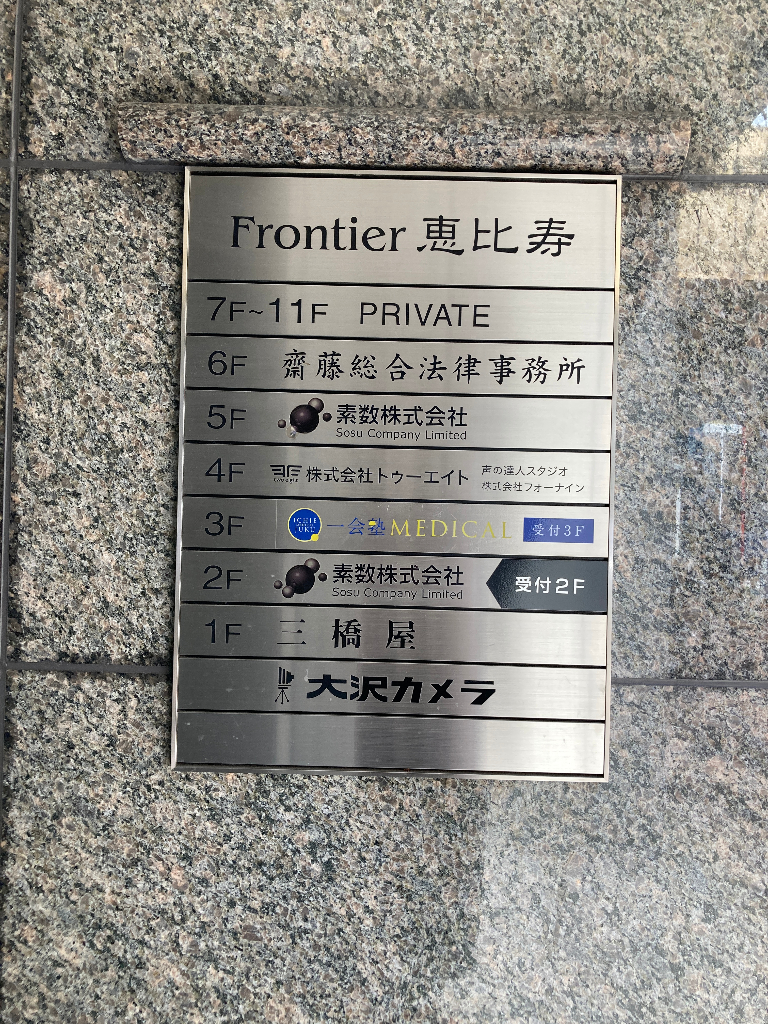 Frontier 恵比寿
7F~11F PRIVATE
6F 齋藤総合法律事務所
5F 素数株式会社
Sosu Company Limited
4F 株式会社トゥーエイト 声の達人スタジオ
株式会社フォーナイン
3F ICHIE UKU 一会塾 MEDICAL 受付3F
2F 素数株式会社 受付2F
Sosu Company Limited
1F 三橋屋
大沢カメラ